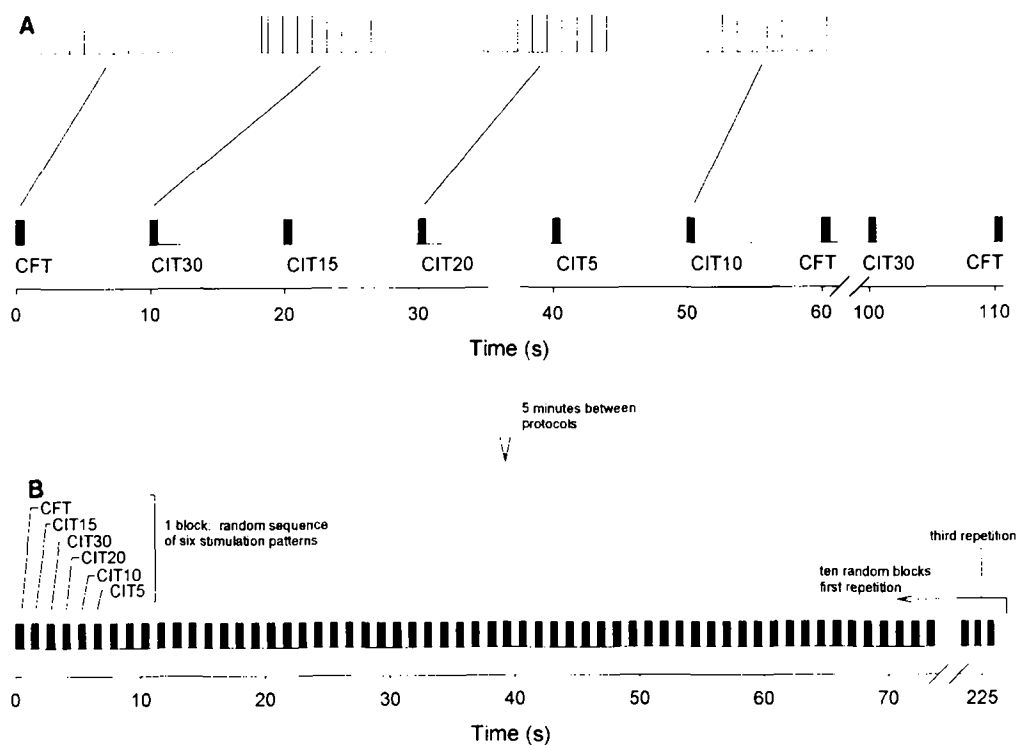 A
CFT CIT30 CIT15 CIT20 CIT5 CIT10 CFT CIT30 CFT
0 10 20 30 40 50 60 100 110
Time (s)
5 minutes between
protocols
B
CFT
CIT15
CIT30
CIT20
CIT10
CIT5
1 block. random sequence
of six stimulation patterns
third repetition
ten random blocks
first repetition
0 10 20 30 40 50 60 70 225
Time (s)